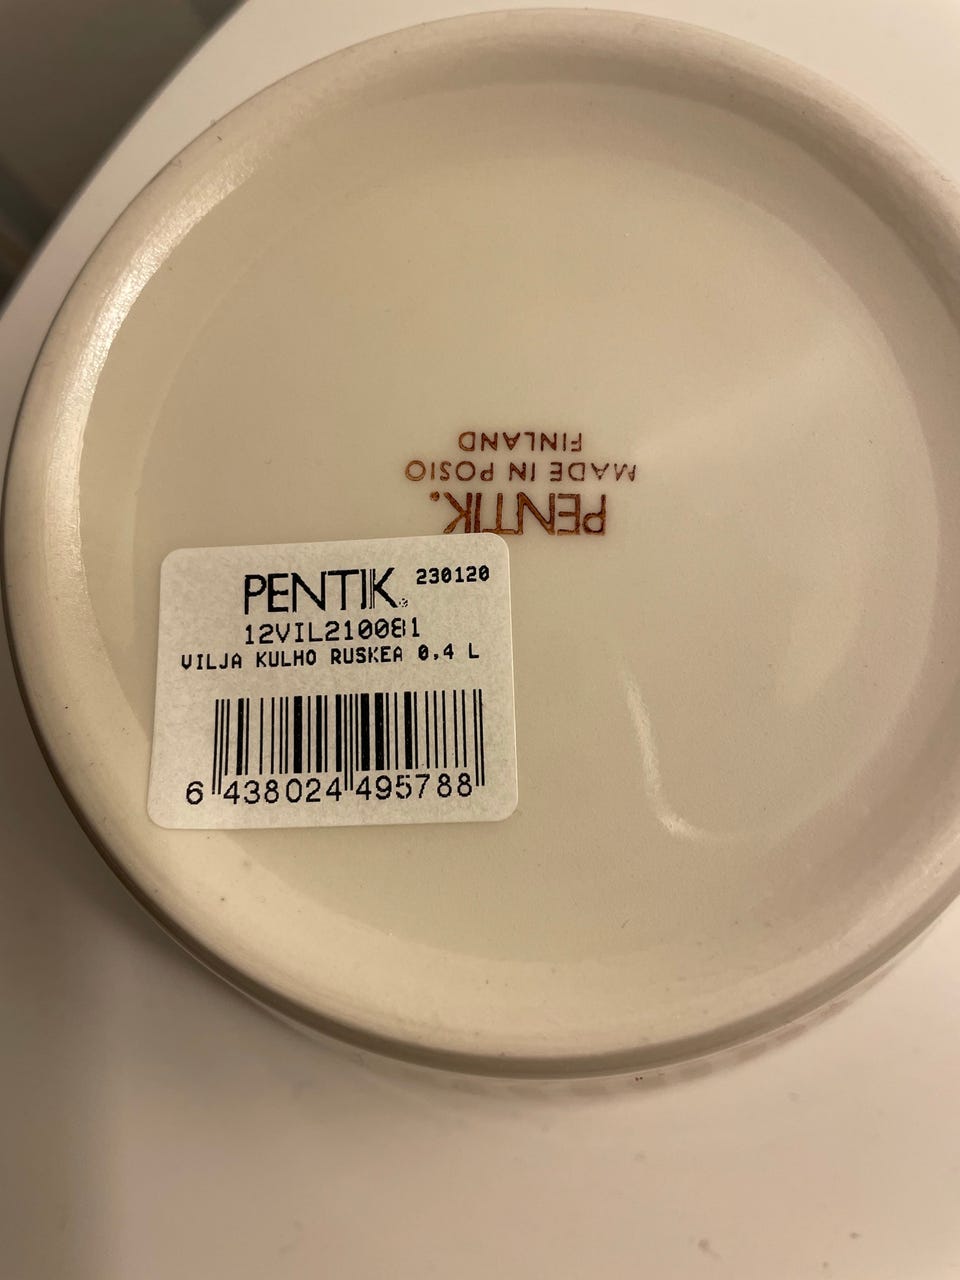 FINLAND
MADE IN POSIO
PENTIK.
PENTIK. 230120
12VIL210081
VILJA KULHO RUSKEA 0,4 L
6 438024 495788